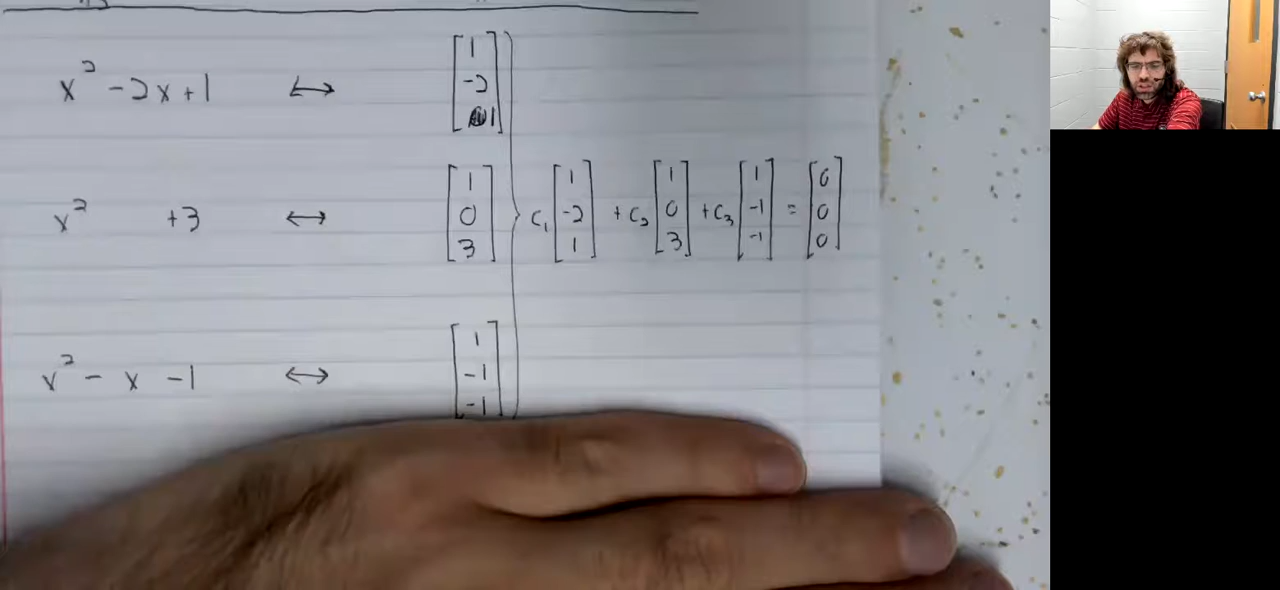 x² - 2x + 1 ↔ [1 -2 1]
x² + 3 ↔ [1 0 3] } c₁ [1 -2 1] + c₂ [1 0 3] + c₃ [1 -1 -1] = [0 0 0]
x² - x - 1 ↔ [1 -1 -1]